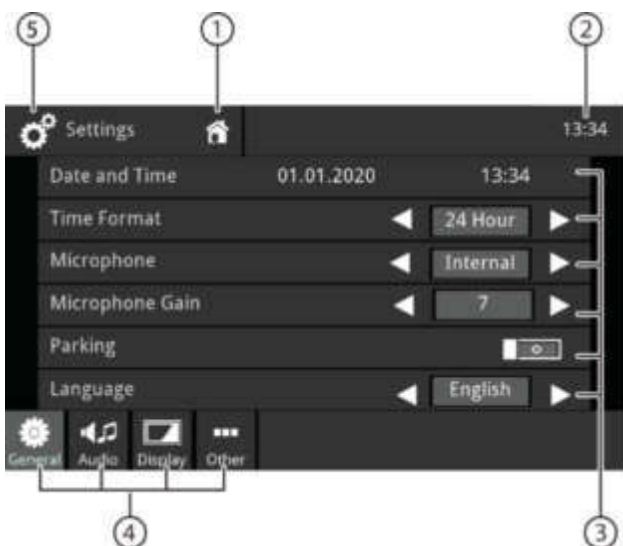 5 1 2
Settings 13:34
Date and Time 01.01.2020 13:34
Time Format 24 Hour
Microphone Internal
Microphone Gain 7
Parking
Language English
General Audio Display Other
4 3